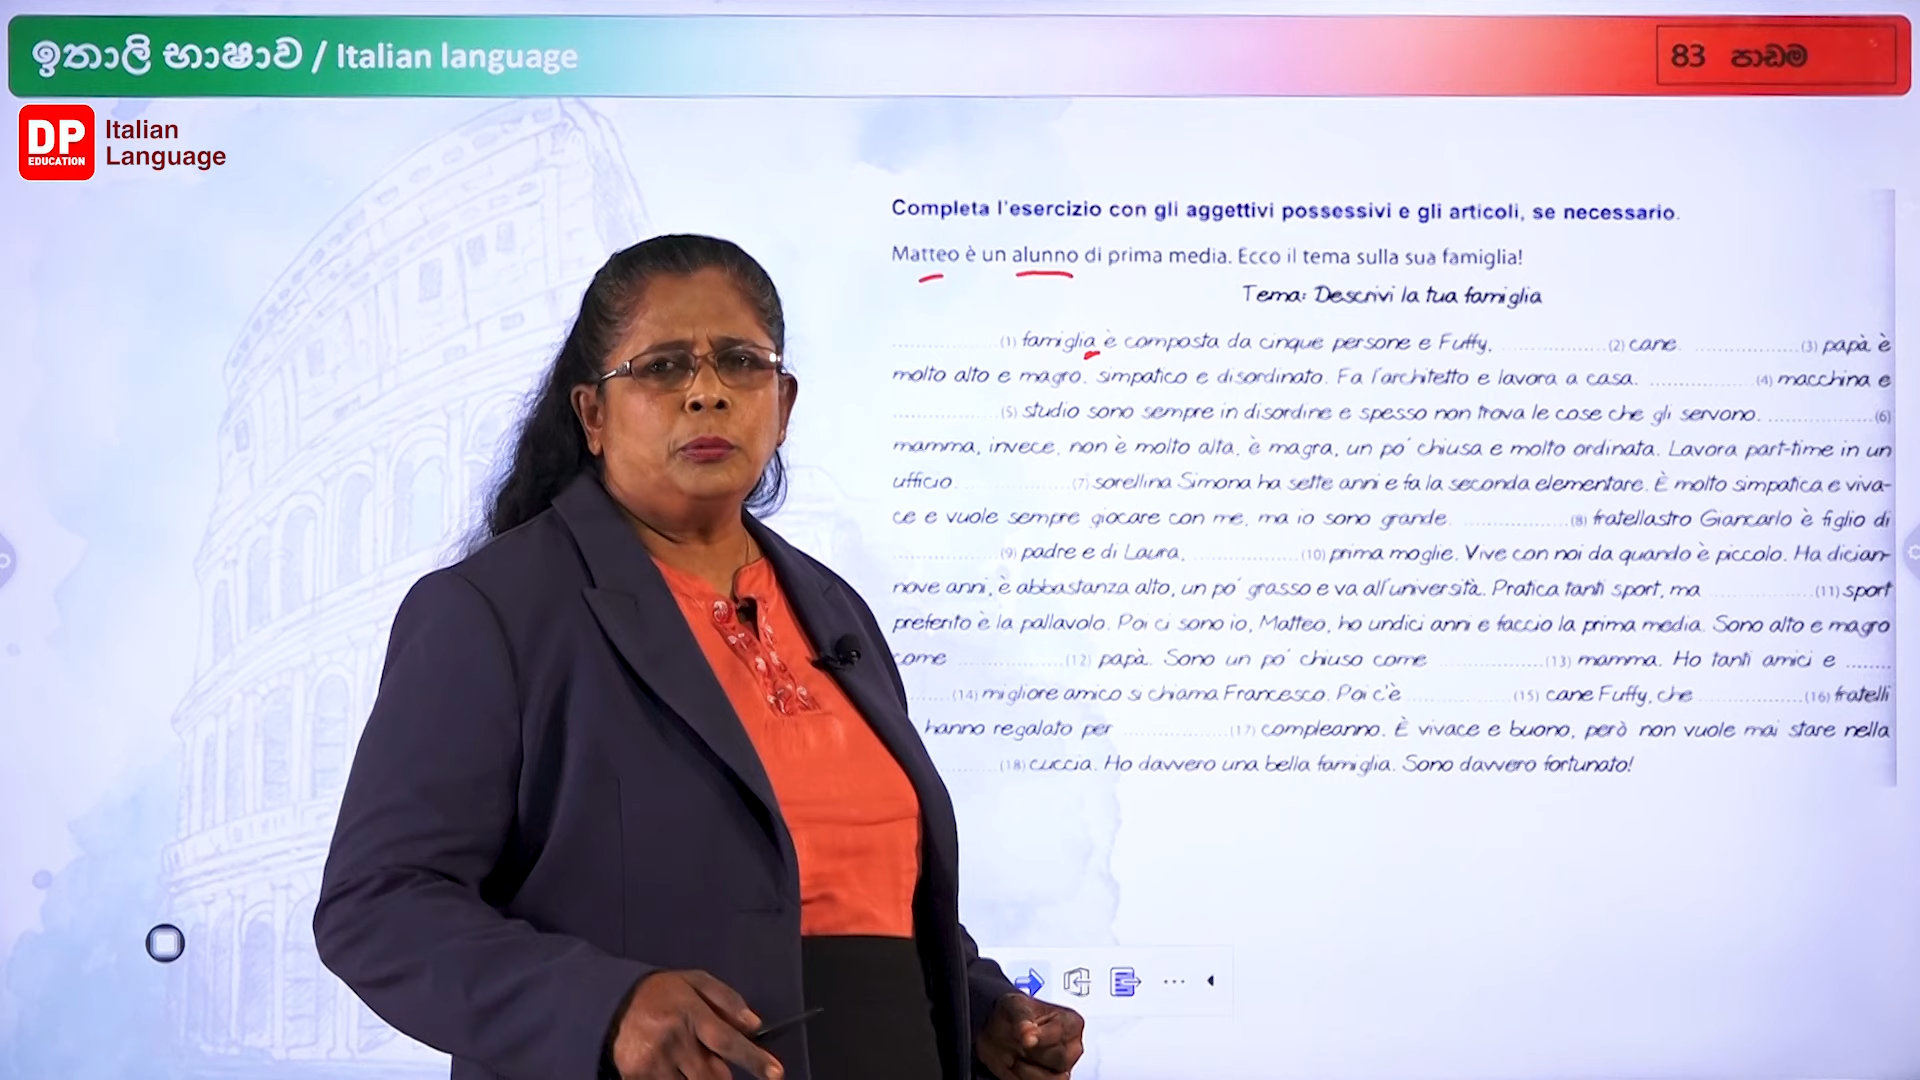 ඉතාලි භාෂාව / Italian language
83 පාඩම
DP EDUCATION
Italian
Language
Completa l'esercizio con gli aggettivi possessivi e gli articoli, se necessario.
Matteo è un alunno di prima media. Ecco il tema sulla sua famiglia!
Tema: Descrivi la tua famiglia
....................(1) famiglia è composta da cinque persone e Fuffy, ....................(2) cane. ....................(3) papà è
molto alto e magro, simpatico e disordinato. Fa l'architetto e lavora a casa. ....................(4) macchina e
....................(5) studio sono sempre in disordine e spesso non trova le cose che gli servono. ....................(6)
mamma, invece, non è molto alta, è magra, un po' chiusa e molto ordinata. Lavora part-time in un
ufficio. ....................(7) sorellina Simona ha sette anni e fa la seconda elementare. È molto simpatica e viva-
ce e vuole sempre giocare con me, ma io sono grande. ....................(8) fratellastro Giancarlo è figlio di
....................(9) padre e di Laura, ....................(10) prima moglie. Vive con noi da quando è piccolo. Ha dician-
nove anni, è abbastanza alto, un po' grasso e va all'università. Pratica tanti sport, ma ....................(11) sport
preferito è la pallavolo. Poi ci sono io, Matteo, ho undici anni e faccio la prima media. Sono alto e magro
come ....................(12) papà. Sono un po' chiuso come ....................(13) mamma. Ho tanti amici e ........
........(14) migliore amico si chiama Francesco. Poi c'è ....................(15) cane Fuffy, che ....................(16) fratelli
hanno regalato per ....................(17) compleanno. È vivace e buono, però non vuole mai stare nella
........(18) cuccia. Ho davvero una bella famiglia. Sono davvero fortunato!